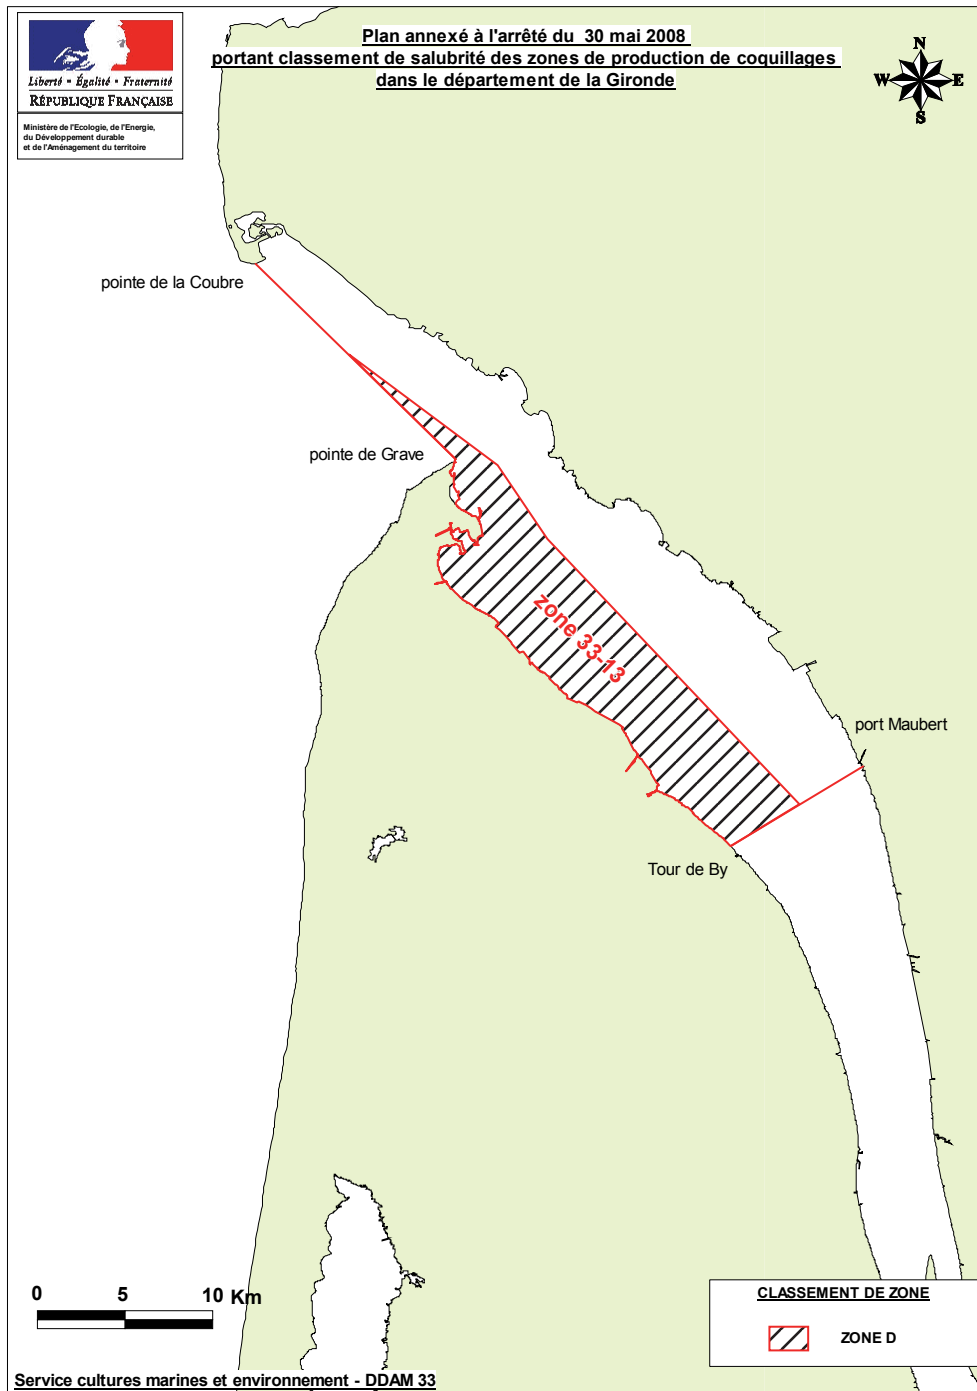 Plan annexé à l'arrêté du 30 mai 2008
portant classement de salubrité des zones de production de coquillages
dans le département de la Gironde
Liberté • Égalité • Fraternité
RÉPUBLIQUE FRANÇAISE
Ministère de l'Ecologie, de l'Energie,
du Développement durable
et de l'Aménagement du territoire
N
W E
S
pointe de la Coubre
pointe de Grave
zone 33-13
port Maubert
Tour de By
0 5 10 Km
CLASSEMENT DE ZONE
ZONE D
Service cultures marines et environnement - DDAM 33